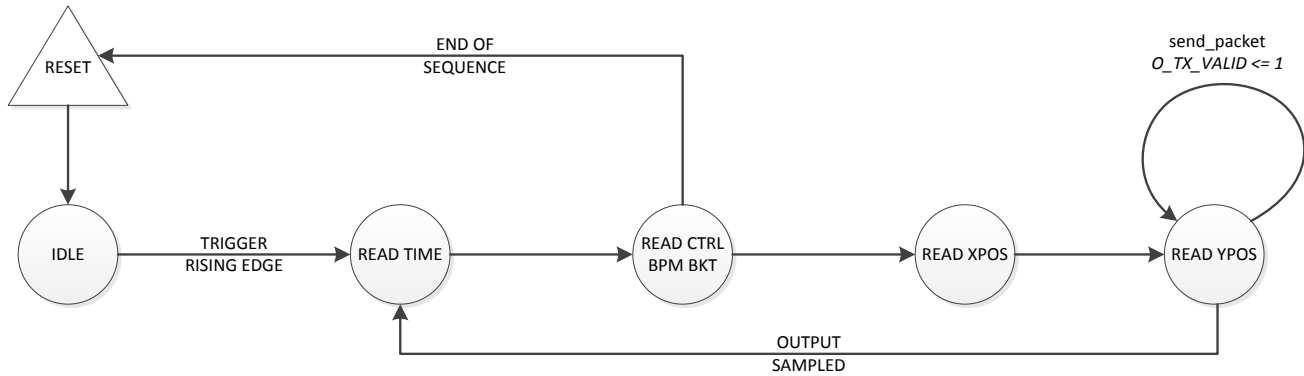 END OF
SEQUENCE
send_packet
O_TX_VALID <= 1
RESET
IDLE
TRIGGER
RISING EDGE
READ TIME
READ CTRL
BPM BKT
READ XPOS
READ YPOS
OUTPUT
SAMPLED